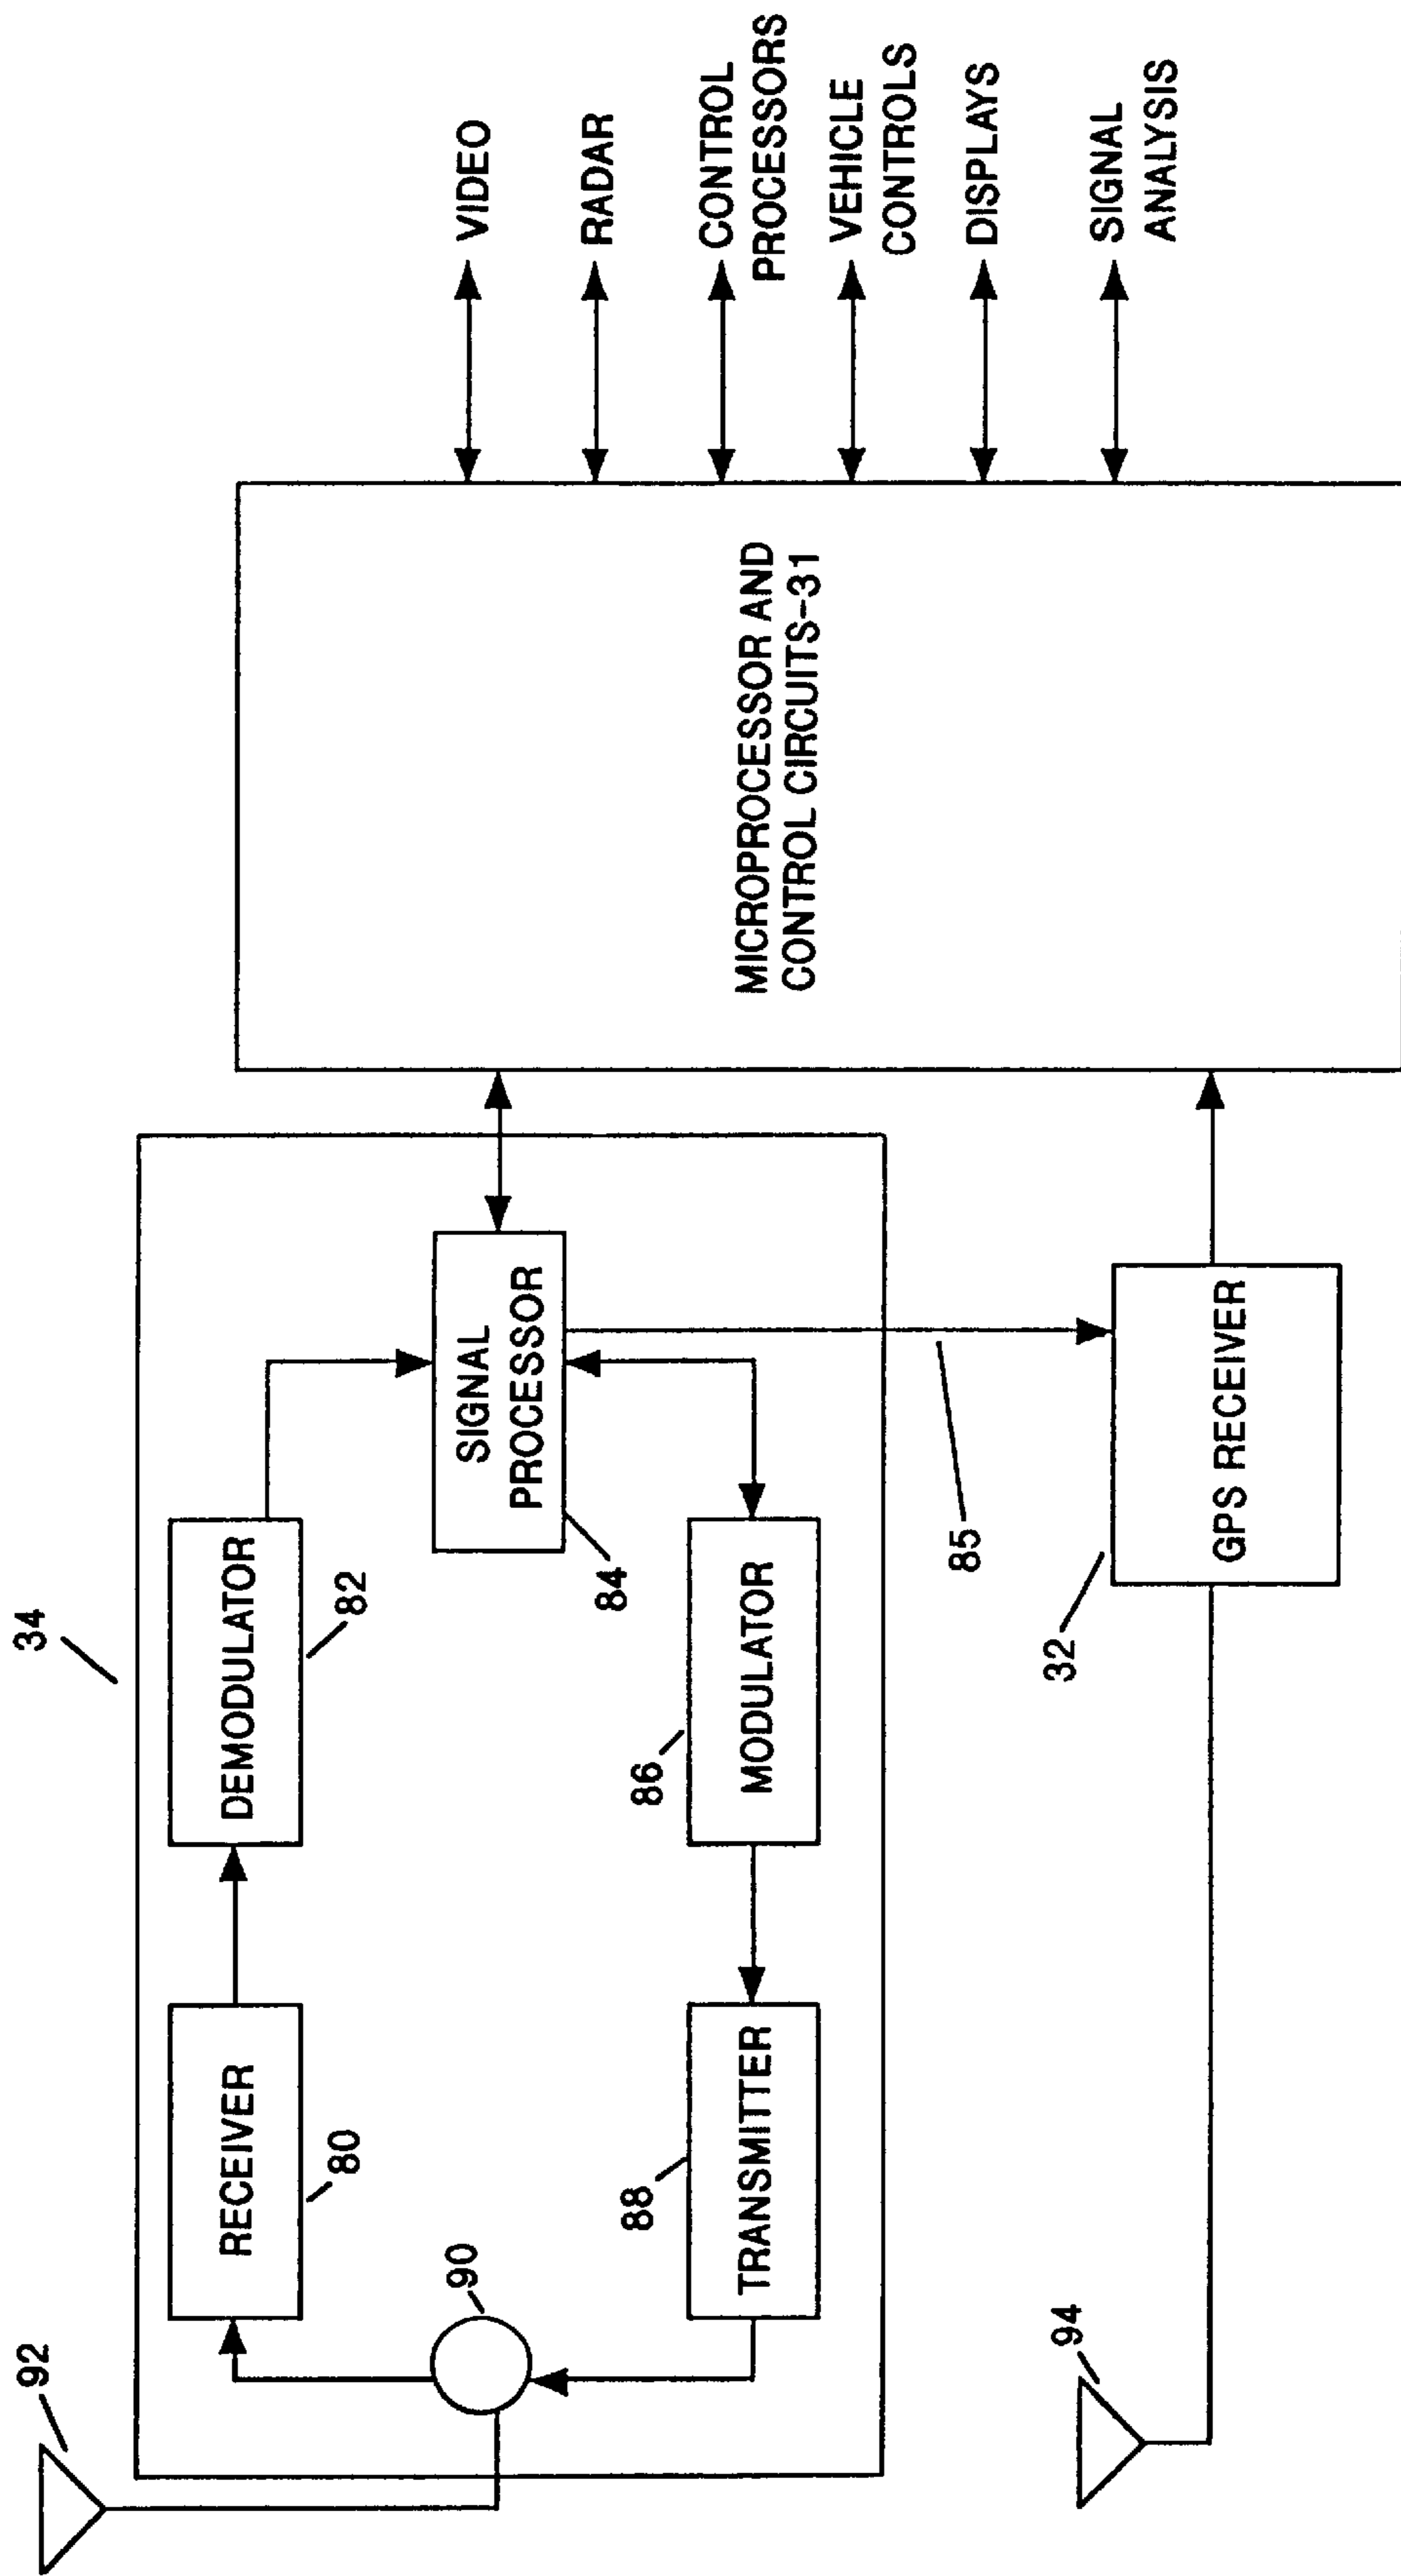 92
34
RECEIVER
80
DEMODULATOR
82
90
SIGNAL
PROCESSOR
84
88
TRANSMITTER
86
MODULATOR
85
94
32
GPS RECEIVER
MICROPROCESSOR AND
CONTROL CIRCUITS-31
VIDEO
RADAR
CONTROL
PROCESSORS
VEHICLE
CONTROLS
DISPLAYS
SIGNAL
ANALYSIS